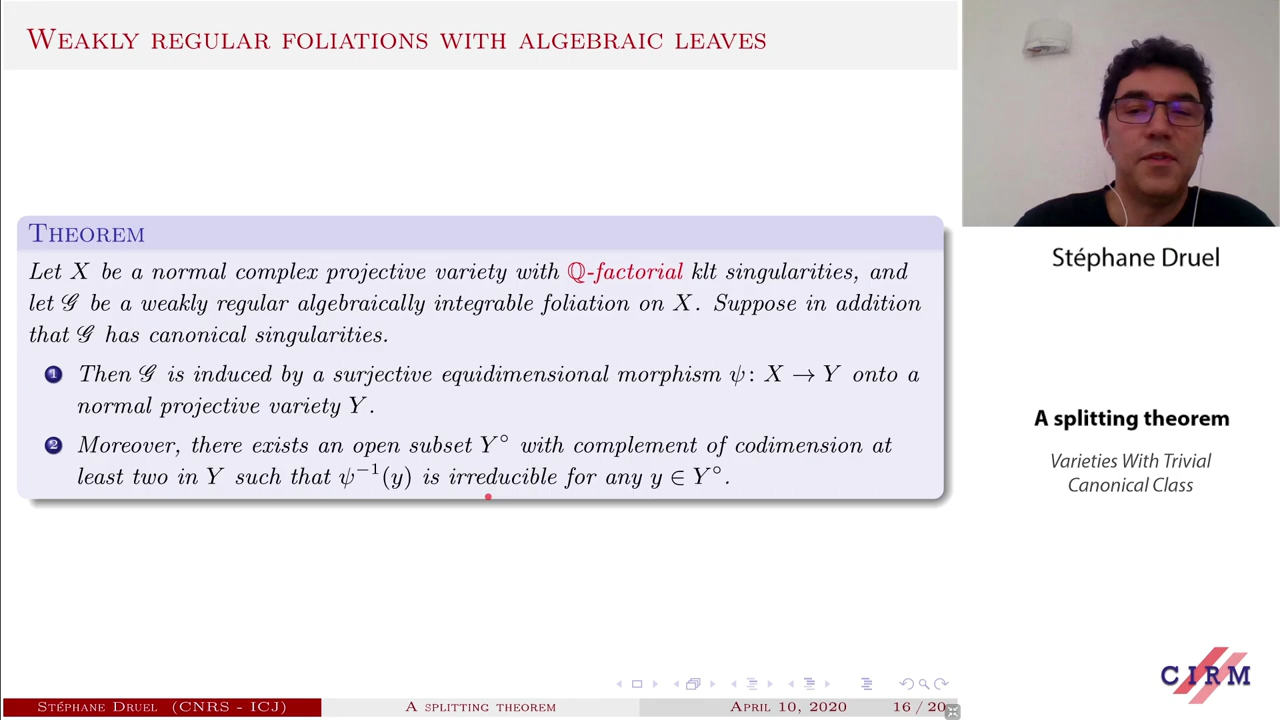 WEAKLY REGULAR FOLIATIONS WITH ALGEBRAIC LEAVES
THEOREM
Let X be a normal complex projective variety with ℚ-factorial klt singularities, and
let 𝒢 be a weakly regular algebraically integrable foliation on X. Suppose in addition
that 𝒢 has canonical singularities.
1 Then 𝒢 is induced by a surjective equidimensional morphism ψ: X → Y onto a
normal projective variety Y.
2 Moreover, there exists an open subset Y° with complement of codimension at
least two in Y such that ψ⁻¹(y) is irreducible for any y ∈ Y°.
STÉPHANE DRUEL (CNRS - ICJ) A SPLITTING THEOREM APRIL 10, 2020 16 / 20
Stéphane Druel
A splitting theorem
Varieties With Trivial
Canonical Class
CIRM